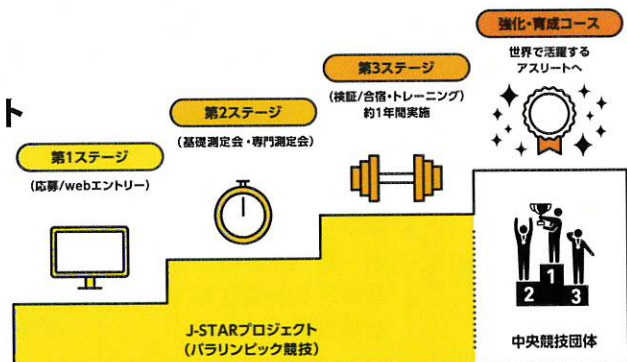 ト
第1ステージ
(応募/webエントリー)
第2ステージ
(基礎測定会・専門測定会)
第3ステージ
(検証/合宿・トレーニング)
約1年間実施
強化・育成コース
世界で活躍する
アスリートへ
J-STARプロジェクト
(パラリンピック競技)
2 1 3
中央競技団体